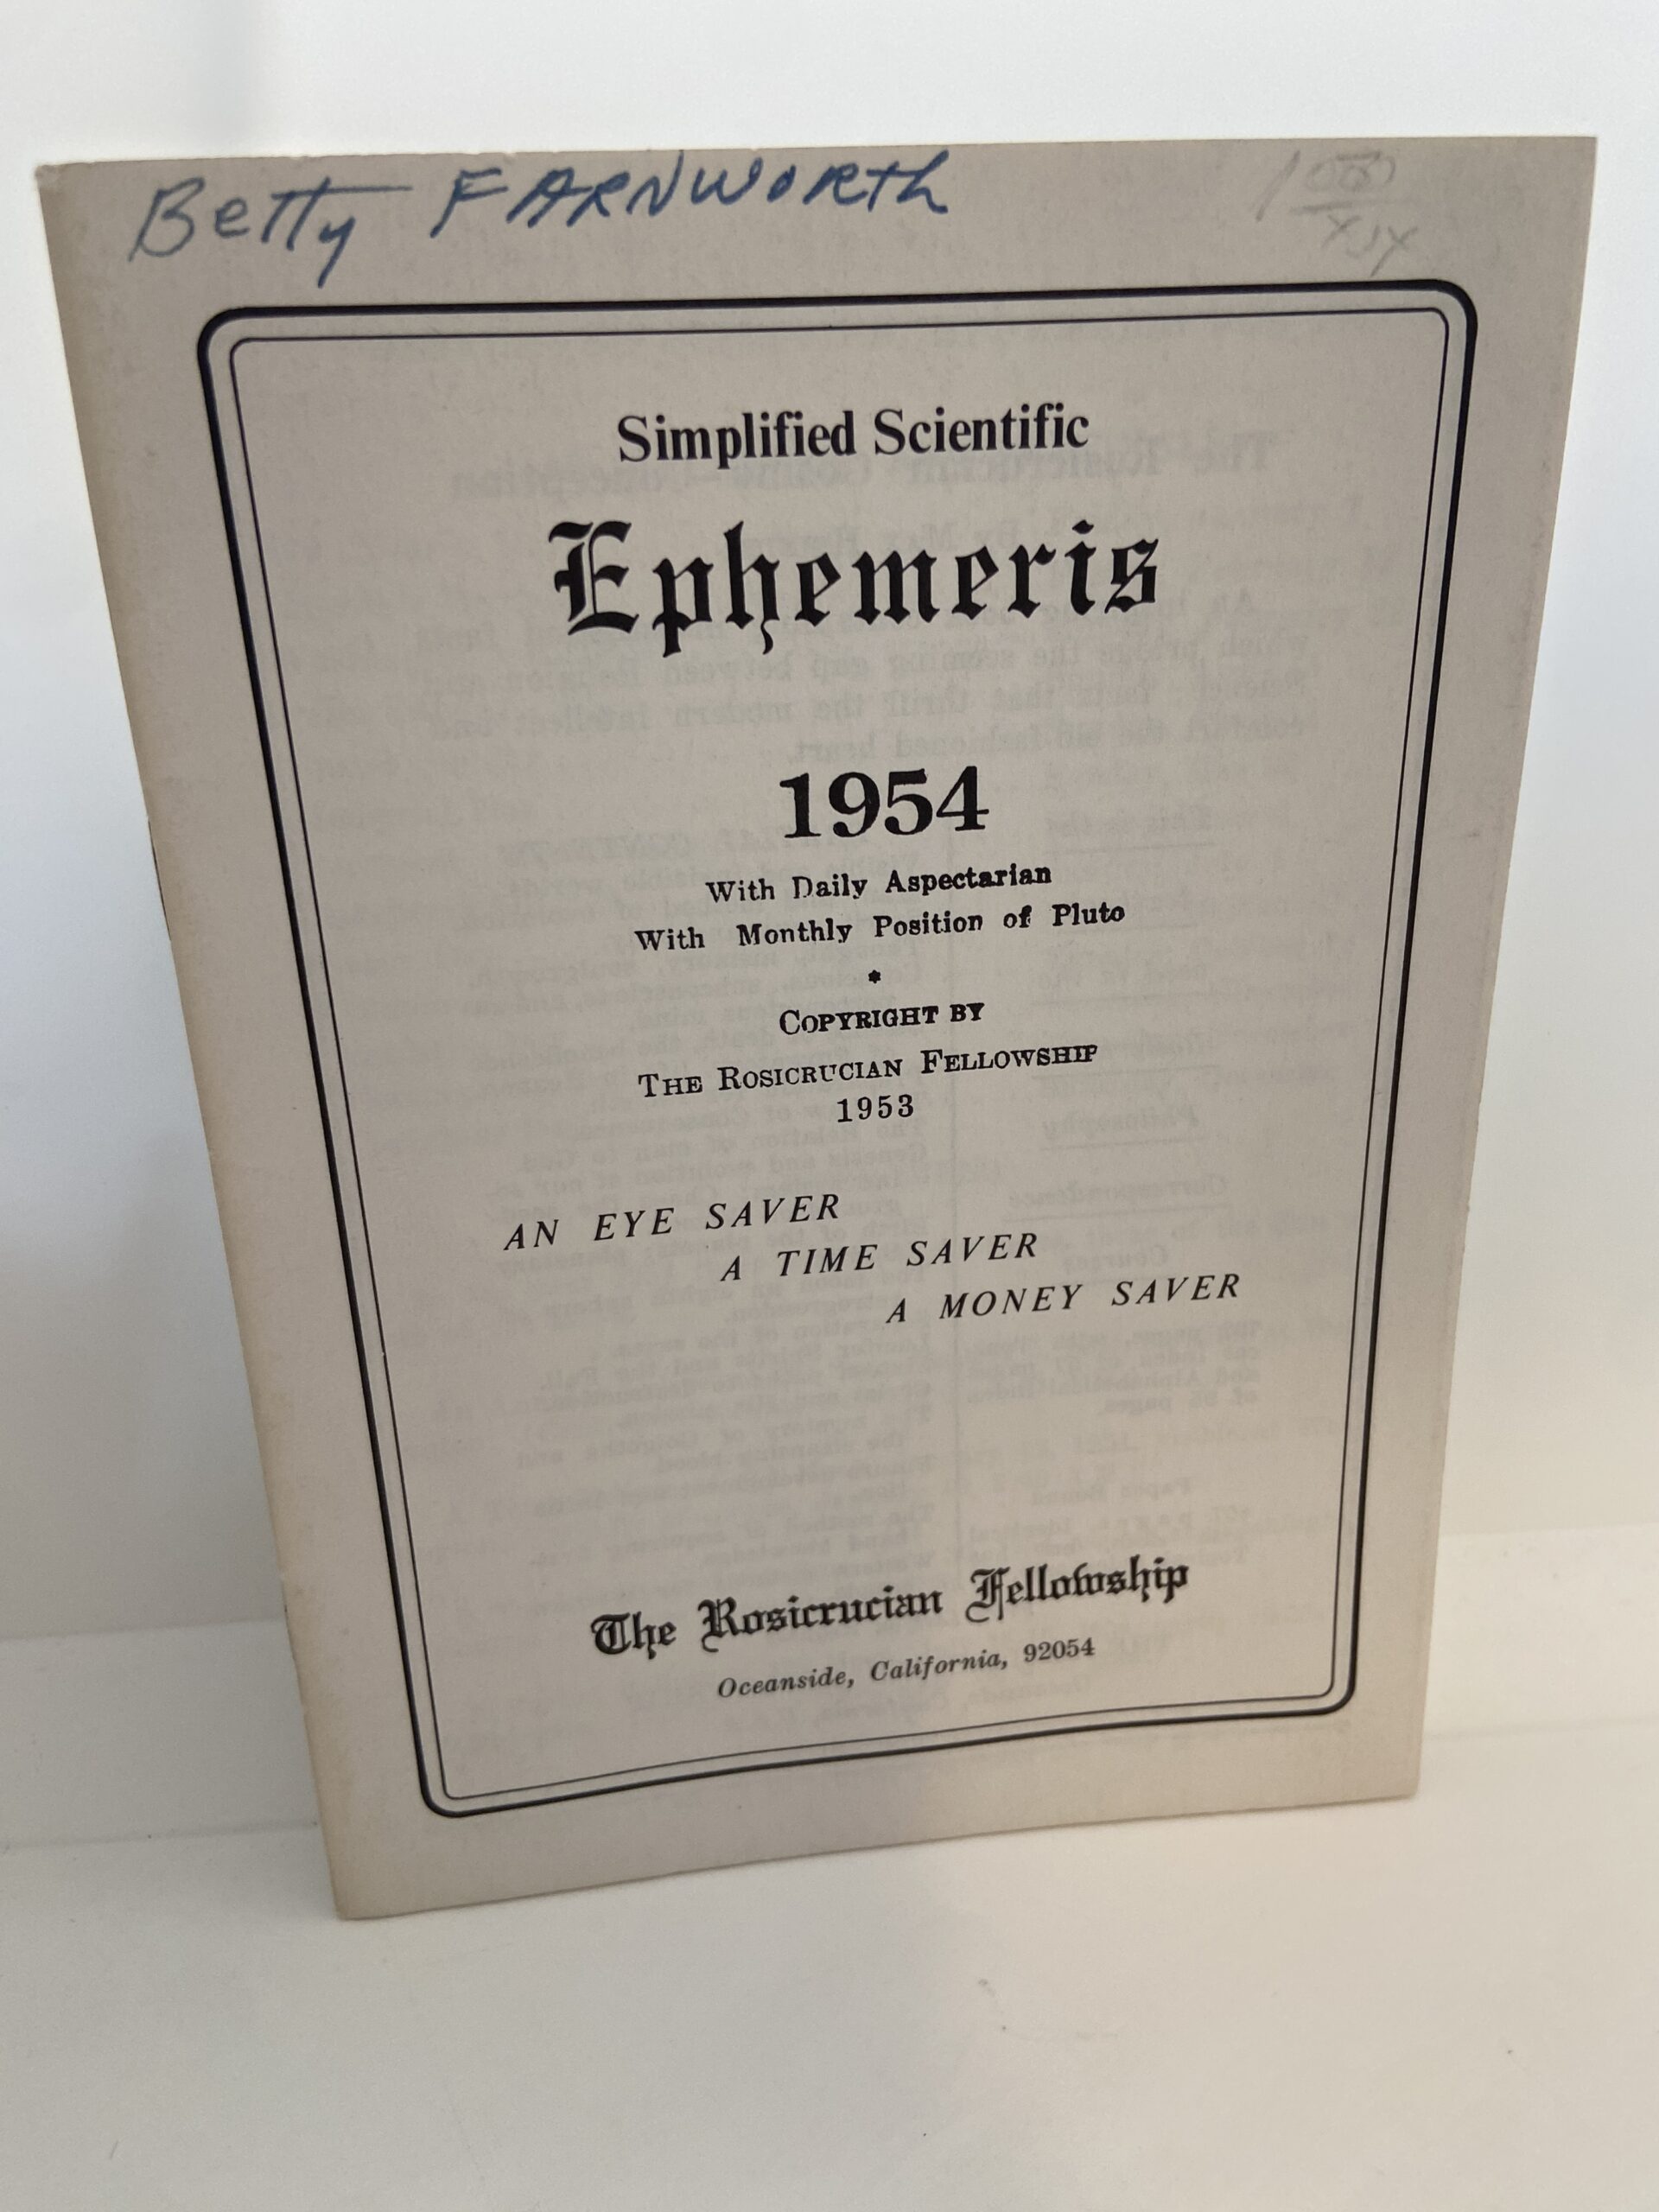 Betty FARNWORTH
Simplified Scientific
Ephemeris
1954
With Daily Aspectarian
With Monthly Position of Pluto
*
COPYRIGHT BY
THE ROSICRUCIAN FELLOWSHIP
1953
AN EYE SAVER
A TIME SAVER
A MONEY SAVER
The Rosicrucian Fellowship
Oceanside, California, 92054